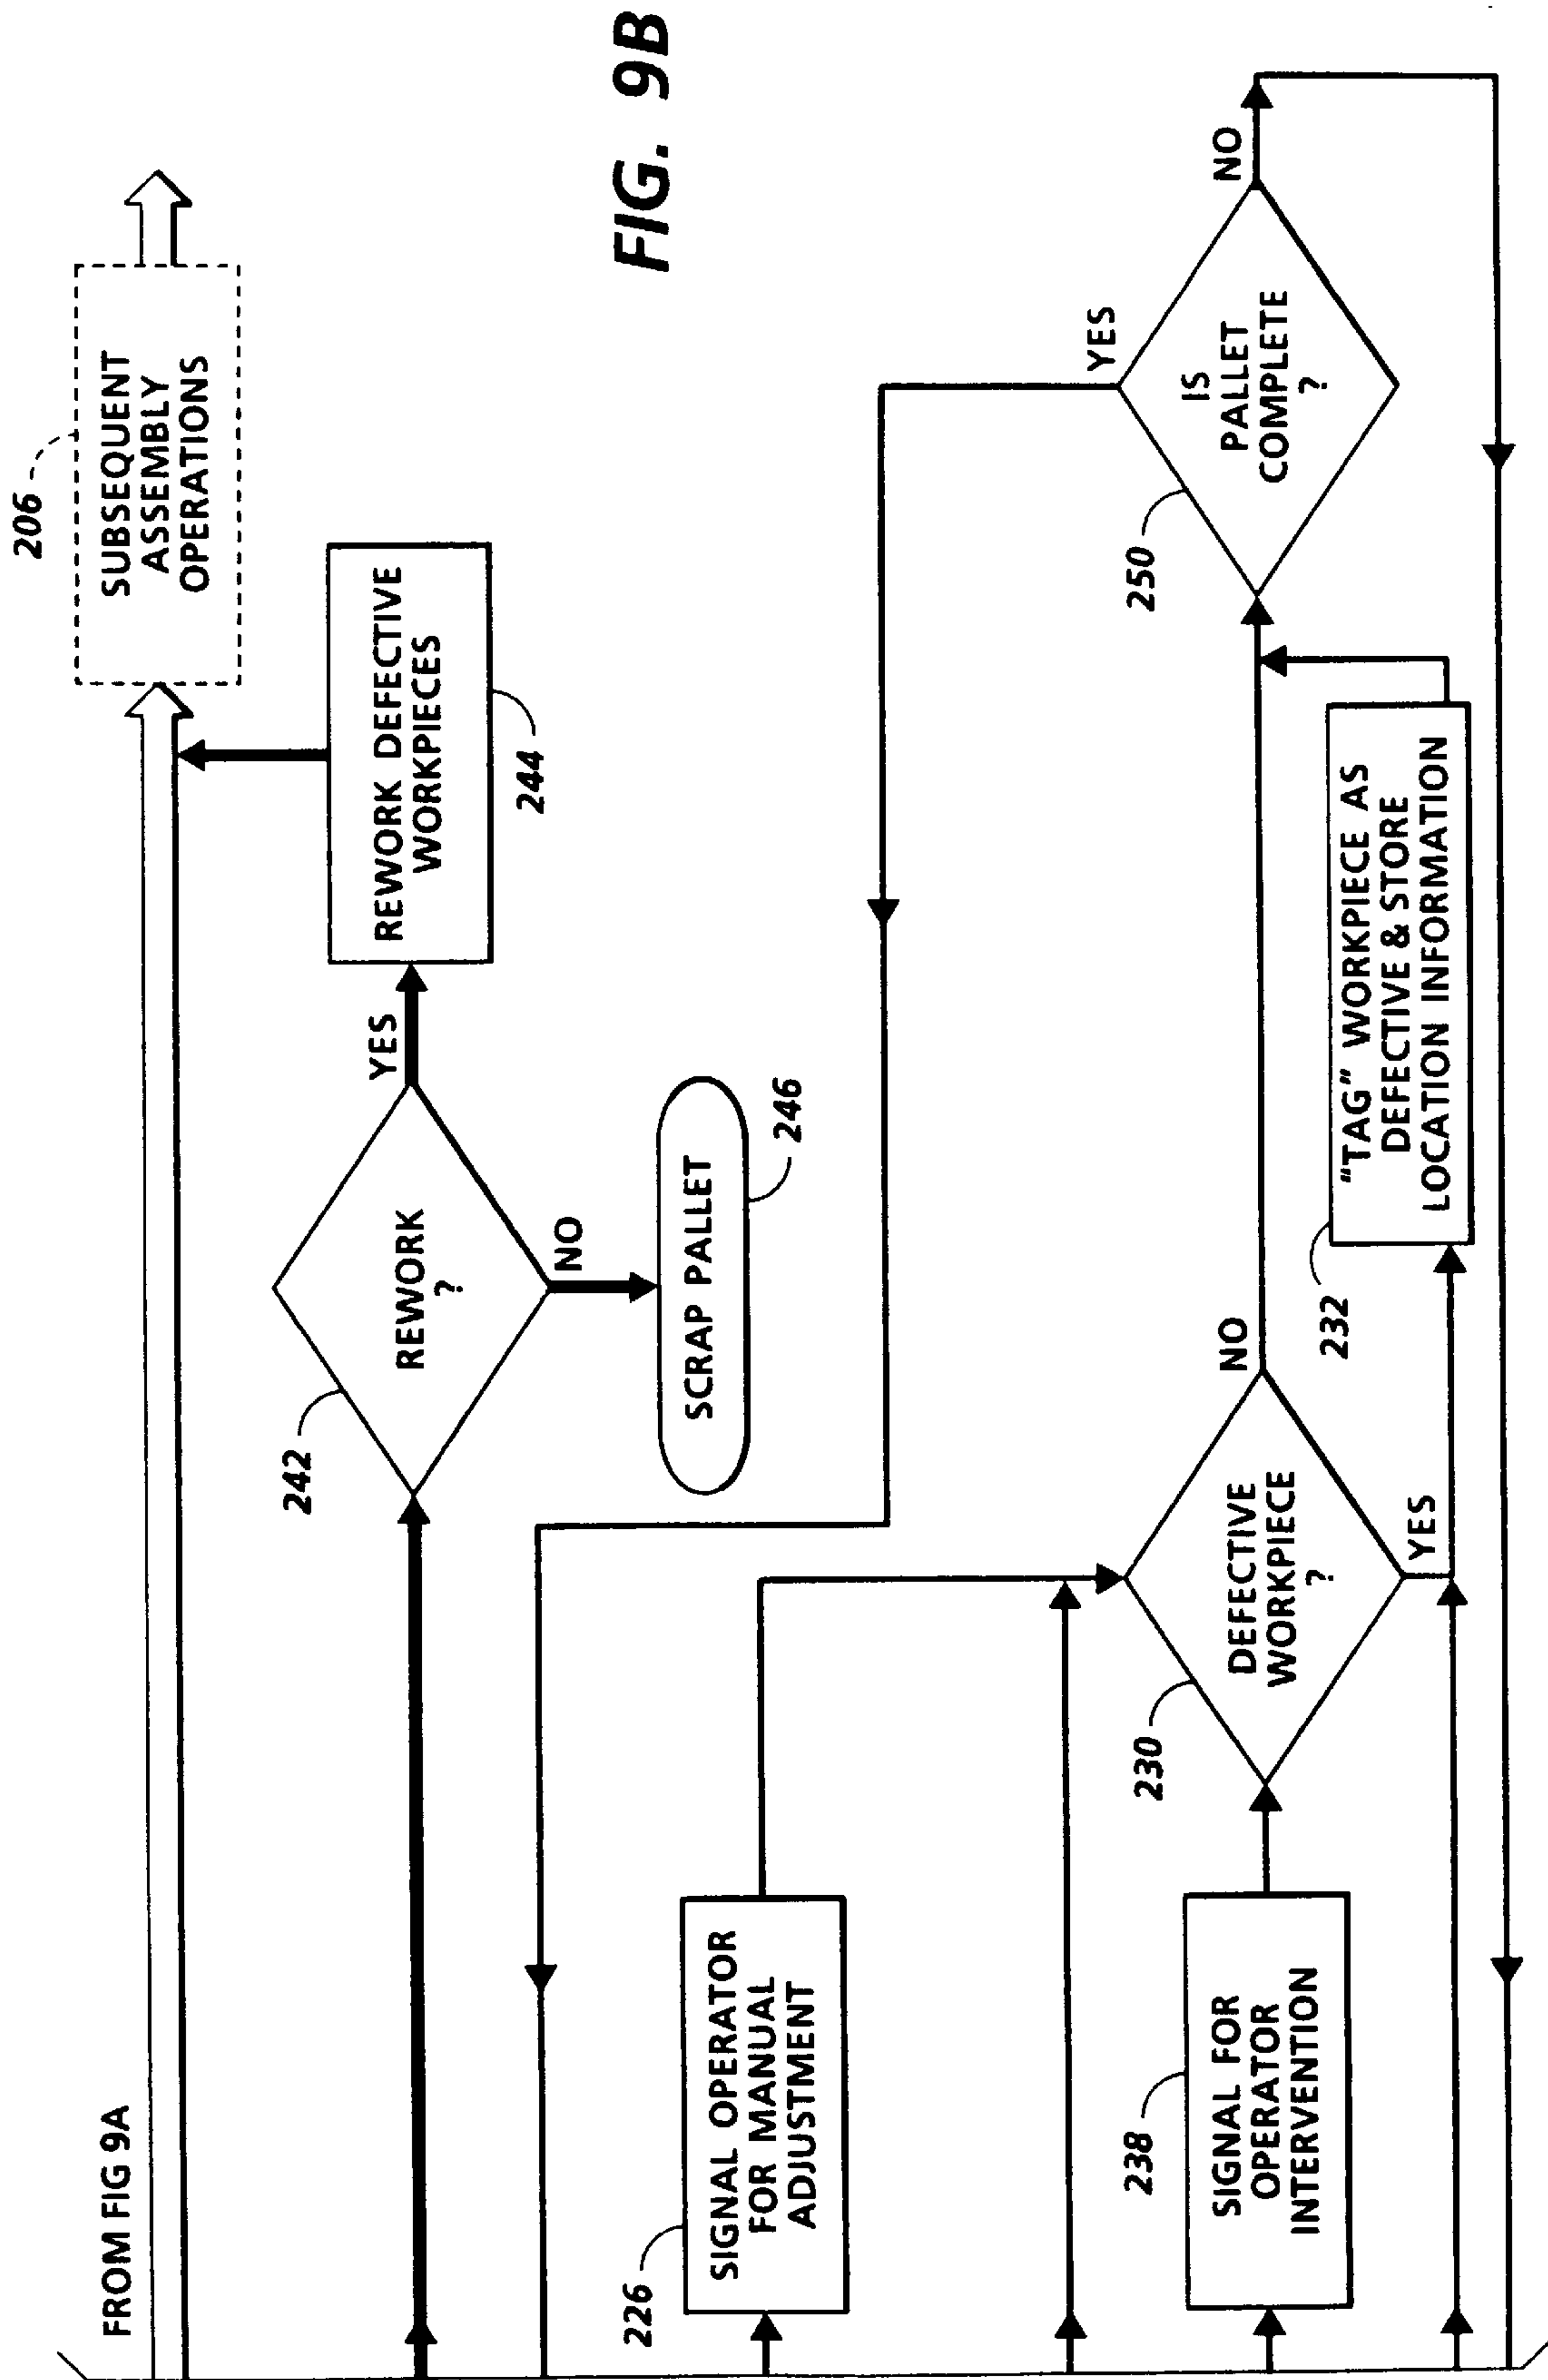 FROM FIG 9A
206
SUBSEQUENT
ASSEMBLY
OPERATIONS
242
REWORK
?
YES
NO
REWORK DEFECTIVE
WORKPIECES
244
SCRAP PALLET
246
FIG. 9B
226
SIGNAL OPERATOR
FOR MANUAL
ADJUSTMENT
238
SIGNAL FOR
OPERATOR
INTERVENTION
230
DEFECTIVE
WORKPIECE
?
NO
YES
232
"TAG" WORKPIECE AS
DEFECTIVE & STORE
LOCATION INFORMATION
250
IS
PALLET
COMPLETE
?
YES
NO